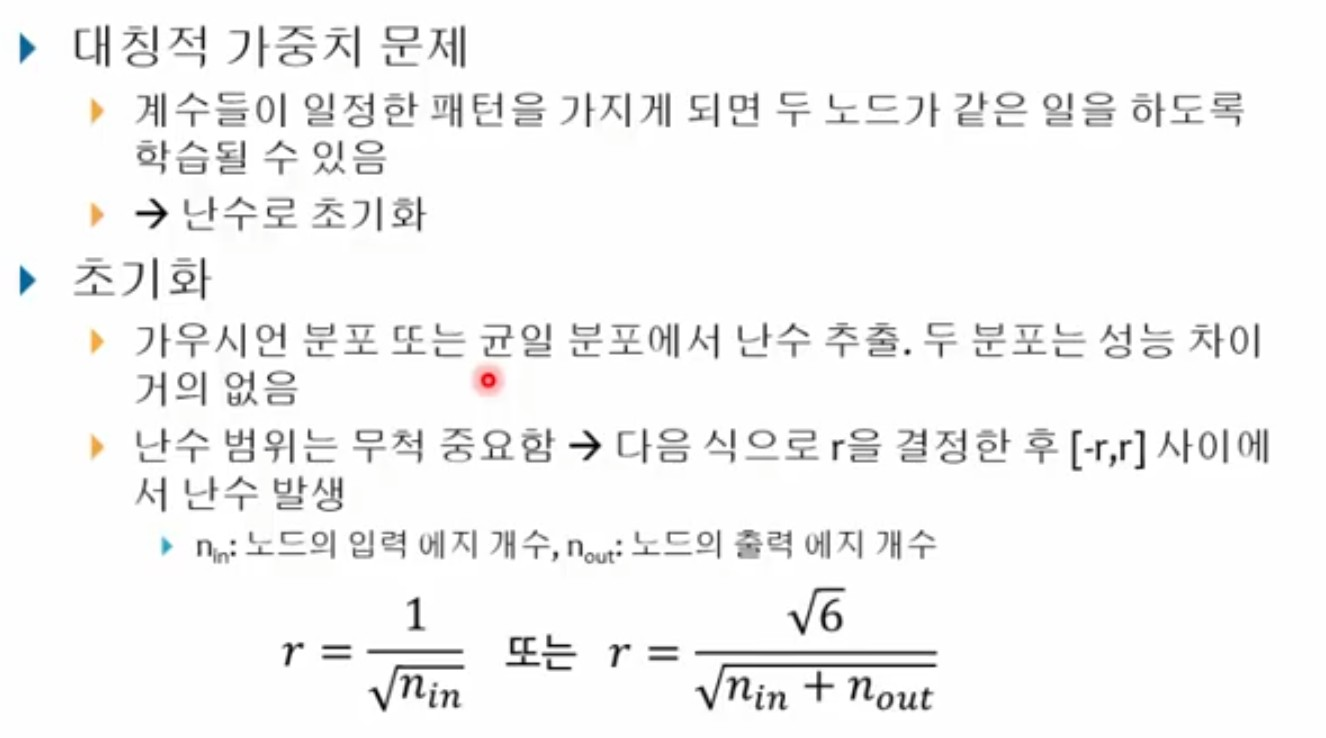 대칭적 가중치 문제
계수들이 일정한 패턴을 가지게 되면 두 노드가 같은 일을 하도록
학습될 수 있음
→ 난수로 초기화
초기화
가우시언 분포 또는 균일 분포에서 난수 추출. 두 분포는 성능 차이
거의 없음
난수 범위는 무척 중요함 → 다음 식으로 r을 결정한 후 [-r,r] 사이에
서 난수 발생
n_in: 노드의 입력 에지 개수, n_out: 노드의 출력 에지 개수
r = 1/√n_in 또는 r = √6/√(n_in + n_out)